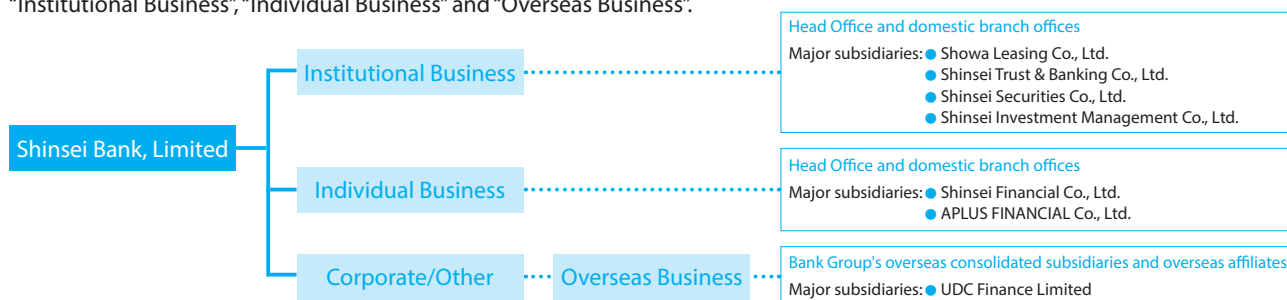 "Institutional Business", "Individual Business" and "Overseas Business".
Head Office and domestic branch offices
Major subsidiaries: ● Showa Leasing Co., Ltd.
● Shinsei Trust & Banking Co., Ltd.
● Shinsei Securities Co., Ltd.
● Shinsei Investment Management Co., Ltd.
Institutional Business
Shinsei Bank, Limited
Head Office and domestic branch offices
Major subsidiaries: ● Shinsei Financial Co., Ltd.
● APLUS FINANCIAL Co., Ltd.
Individual Business
Corporate/Other
Overseas Business
Bank Group's overseas consolidated subsidiaries and overseas affiliates
Major subsidiaries: ● UDC Finance Limited